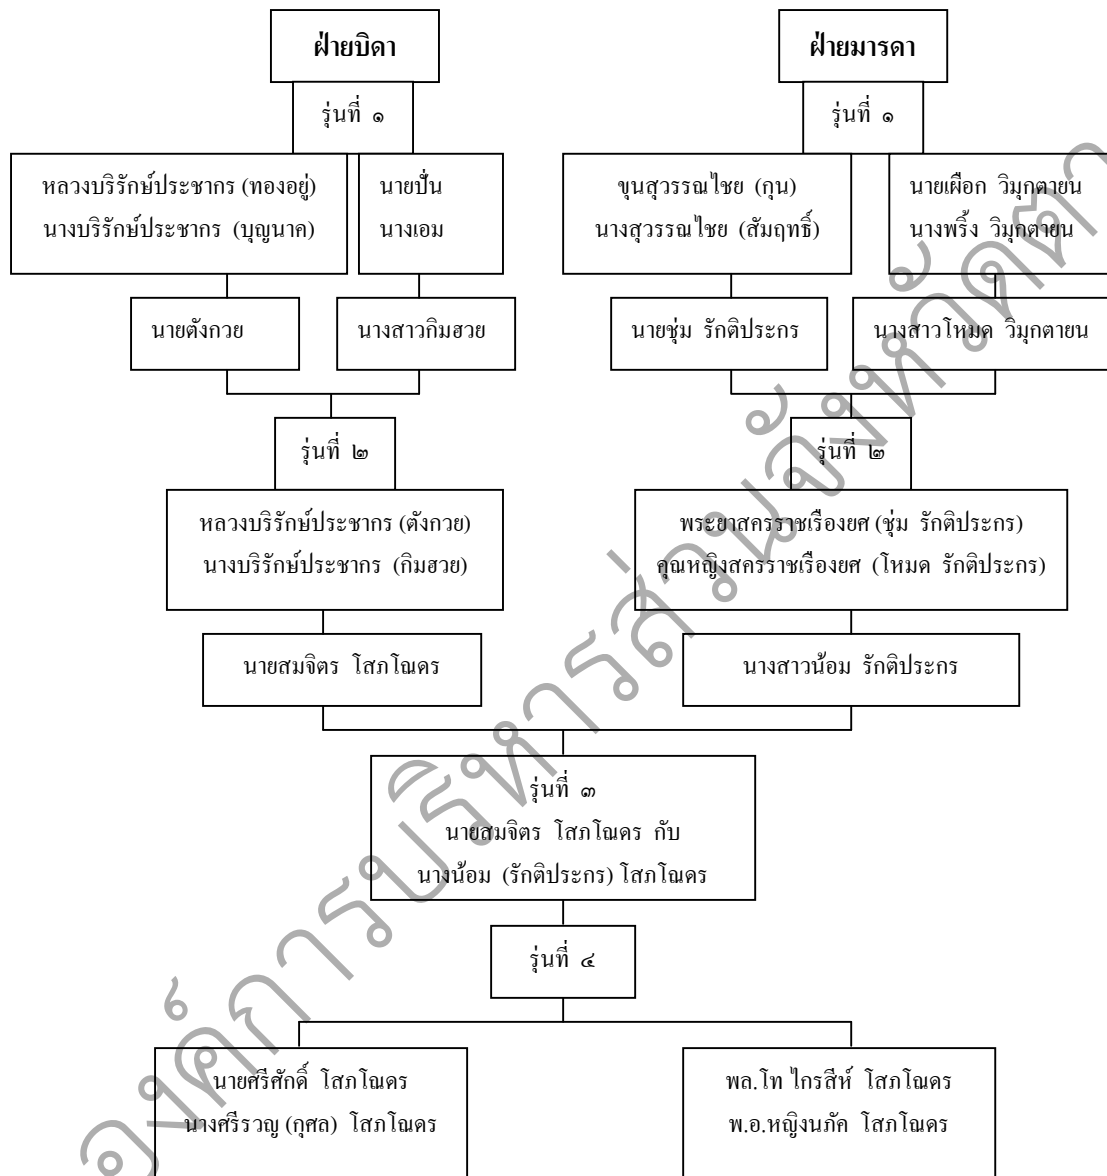 ฝ่ายบิดา
รุ่นที่ ๑
หลวงบริรักษ์ประชากร (ทองอยู่)
นางบริรักษ์ประชากร (บุญนาค)
นายปั่น
นางเอม
นายตังกวย
นางสาวกิมฮวย
รุ่นที่ ๒
หลวงบริรักษ์ประชากร (ตังกวย)
นางบริรักษ์ประชากร (กิมฮวย)
นายสมจิตร โสภโณดร
ฝ่ายมารดา
รุ่นที่ ๑
ขุนสุวรรณไชย (กุน)
นางสุวรรณไชย (สัมฤทธิ์)
นายเผือก วิมุกตายน
นางพริ้ง วิมุกตายน
นายชุ่ม รักติประกร
นางสาวโหมด วิมุกตายน
รุ่นที่ ๒
พระยาสครราชเรืองยศ (ชุ่ม รักติประกร)
คุณหญิงสครราชเรืองยศ (โหมด รักติประกร)
นางสาวน้อม รักติประกร
รุ่นที่ ๓
นายสมจิตร โสภโณดร กับ
นางน้อม (รักติประกร) โสภโณดร
รุ่นที่ ๔
นายศรีศักดิ์ โสภโณดร
นางศรีรวญ (กุศล) โสภโณดร
พล.โท ไกรสีห์ โสภโณดร
พ.อ.หญิงนภัค โสภโณดร
องค์การบริหารส่วนจังหวัดตา